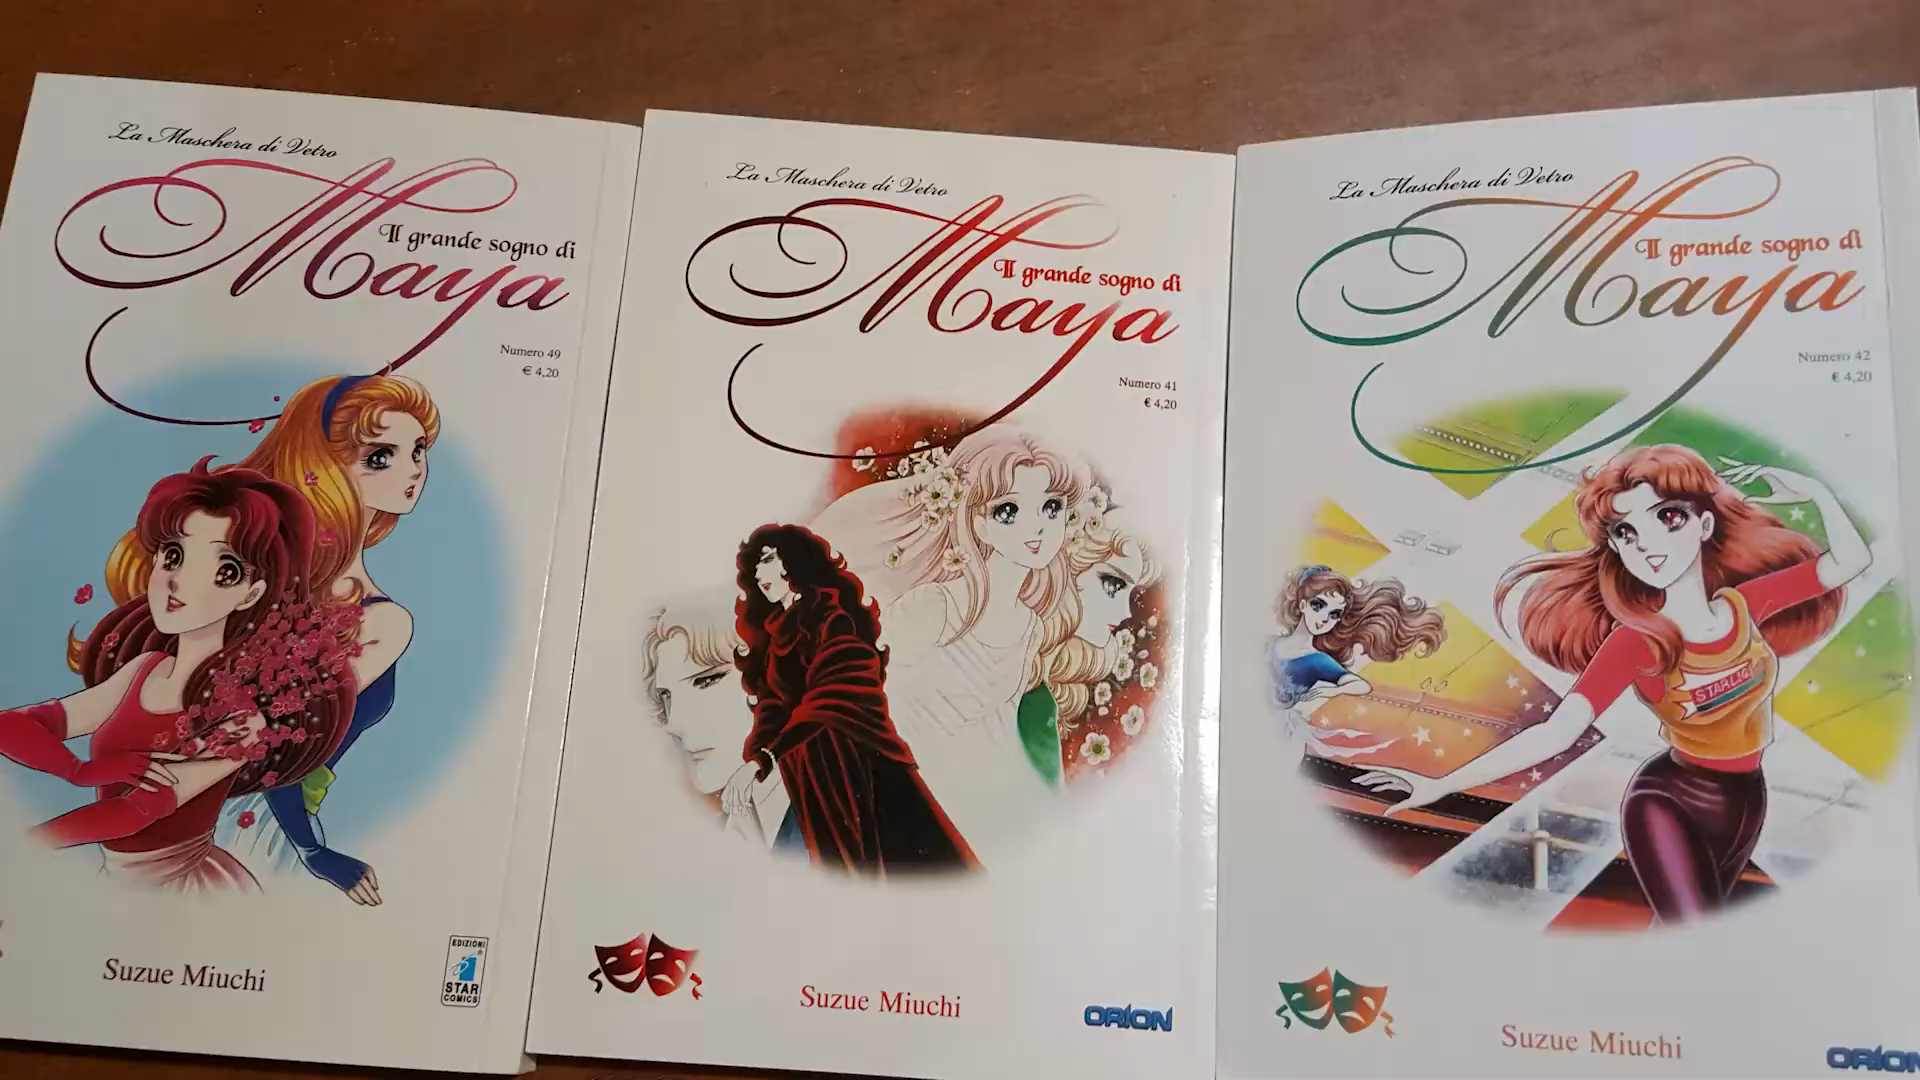 La Maschera di Vetro
Il grande sogno di
Maya
Numero 49
€ 4,20
Suzue Miuchi
EDIZIONI
STAR
COMICS
La Maschera di Vetro
Il grande sogno di
Maya
Numero 41
€ 4,20
Suzue Miuchi
ORION
La Maschera di Vetro
Il grande sogno di
Maya
Numero 42
€ 4,20
Suzue Miuchi
ORION